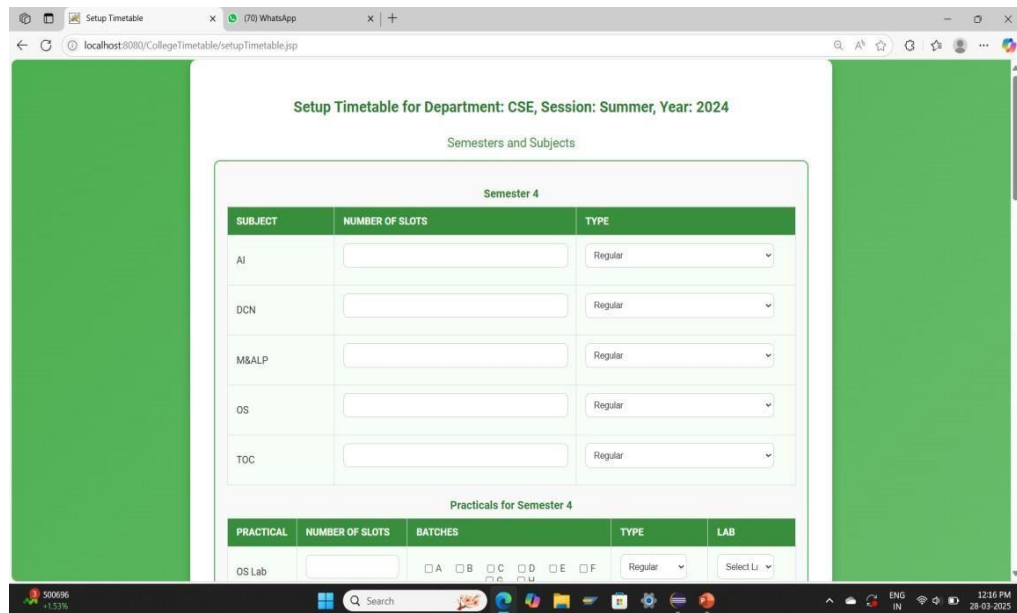 Setup Timetable
(70) WhatsApp
localhost:8080/CollegeTimetable/setupTimetable.jsp
Setup Timetable for Department: CSE, Session: Summer, Year: 2024
Semesters and Subjects
Semester 4
SUBJECT NUMBER OF SLOTS TYPE
AI Regular
DCN Regular
M&ALP Regular
OS Regular
TOC Regular
Practicals for Semester 4
PRACTICAL NUMBER OF SLOTS BATCHES TYPE LAB
OS Lab A B C D E F Regular Select L
G H
3 500696 Search ENG 12:16 PM
+1.53% IN 28-03-2025